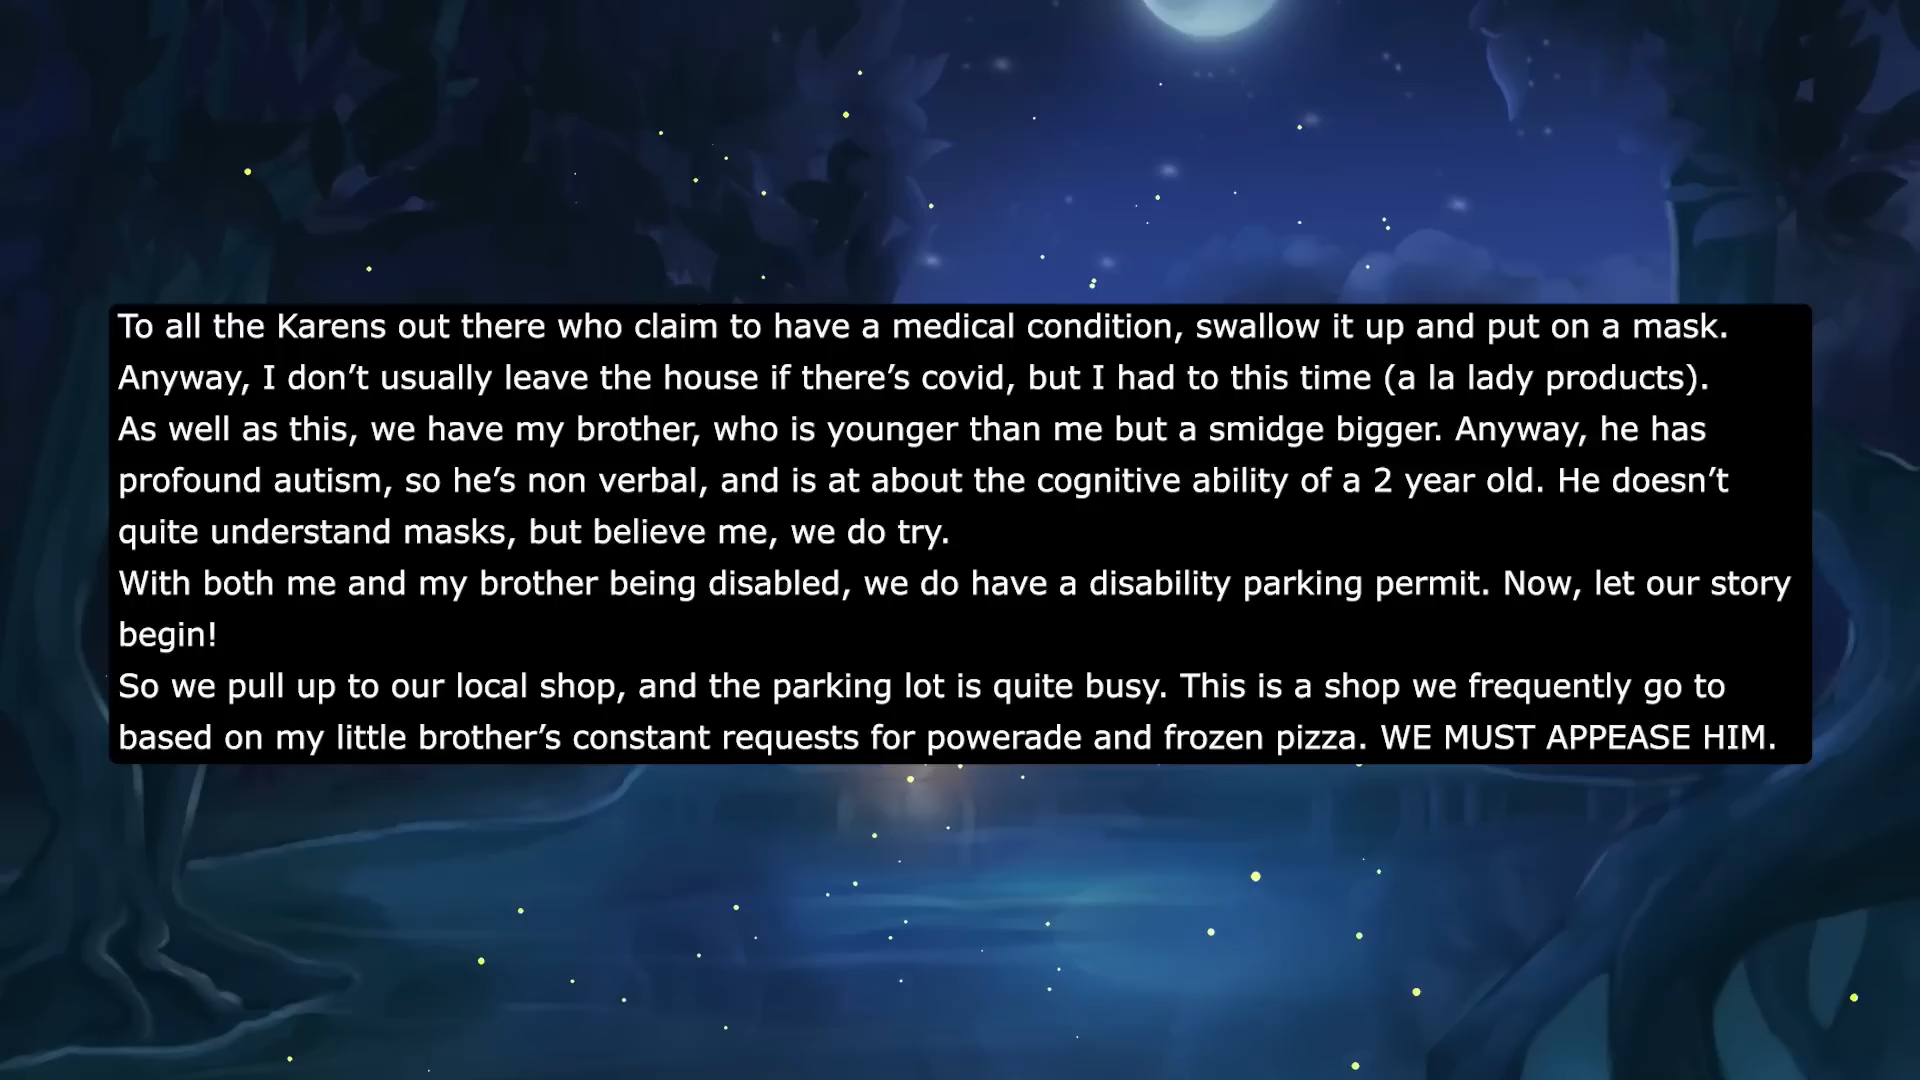 To all the Karens out there who claim to have a medical condition, swallow it up and put on a mask.
Anyway, I don’t usually leave the house if there’s covid, but I had to this time (a la lady products).
As well as this, we have my brother, who is younger than me but a smidge bigger. Anyway, he has
profound autism, so he’s non verbal, and is at about the cognitive ability of a 2 year old. He doesn’t
quite understand masks, but believe me, we do try.
With both me and my brother being disabled, we do have a disability parking permit. Now, let our story
begin!
So we pull up to our local shop, and the parking lot is quite busy. This is a shop we frequently go to
based on my little brother’s constant requests for powerade and frozen pizza. WE MUST APPEASE HIM.